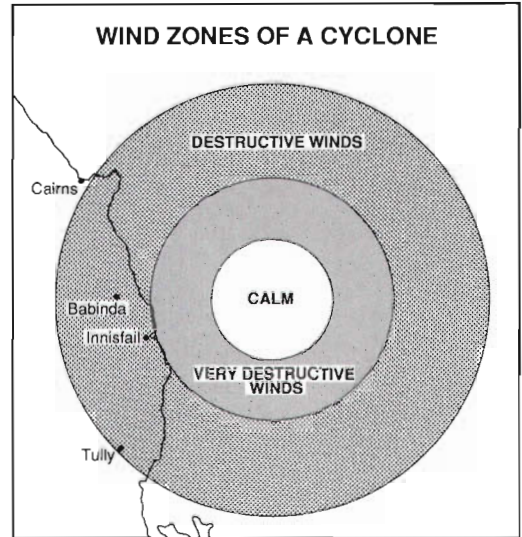 WIND ZONES OF A CYCLONE
DESTRUCTIVE WINDS
Cairns
CALM
Babinda
Innisfail
VERY DESTRUCTIVE
WINDS
Tully